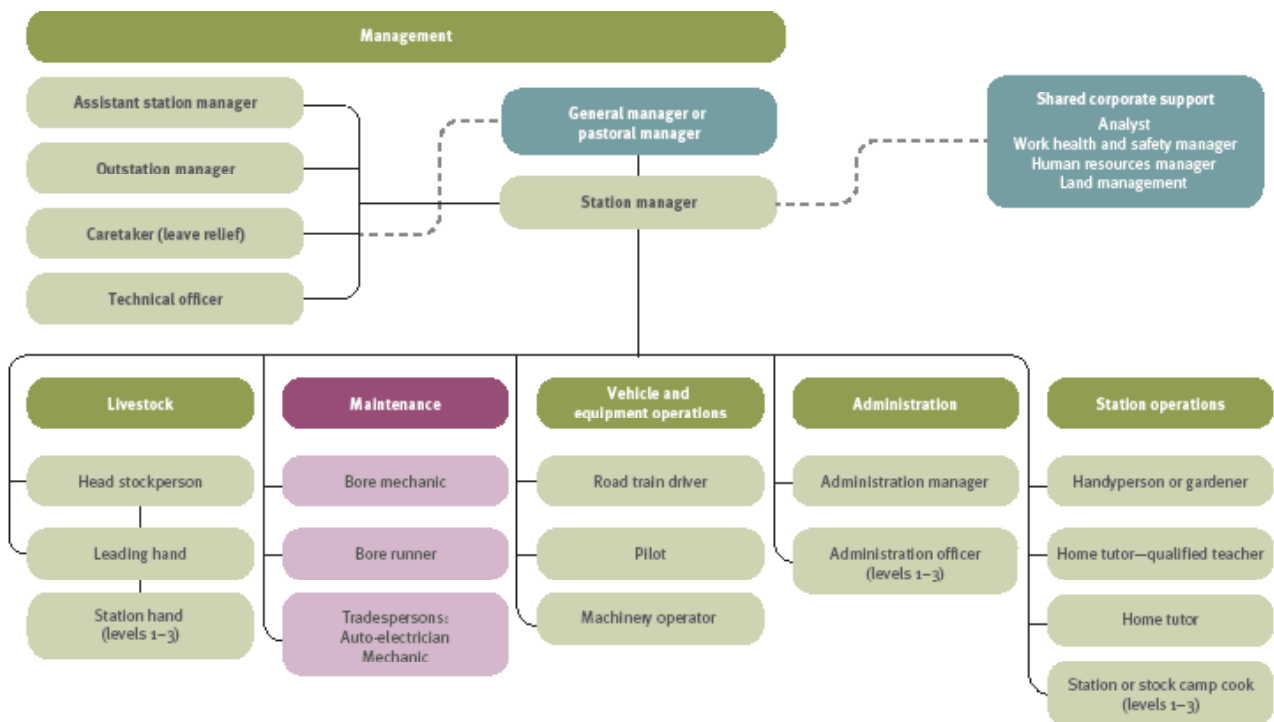 Management
Assistant station manager
Outstation manager
Caretaker (leave relief)
Technical officer
General manager or
pastoral manager
Station manager
Shared corporate support
Analyst
Work health and safety manager
Human resources manager
Land management
Livestock
Head stockperson
Leading hand
Station hand
(levels 1–3)
Maintenance
Bore mechanic
Bore runner
Tradespersons:
Auto-electrician
Mechanic
Vehicle and
equipment operations
Road train driver
Pilot
Machinery operator
Administration
Administration manager
Administration officer
(levels 1–3)
Station operations
Handyperson or gardener
Home tutor—qualified teacher
Home tutor
Station or stock camp cook
(levels 1–3)